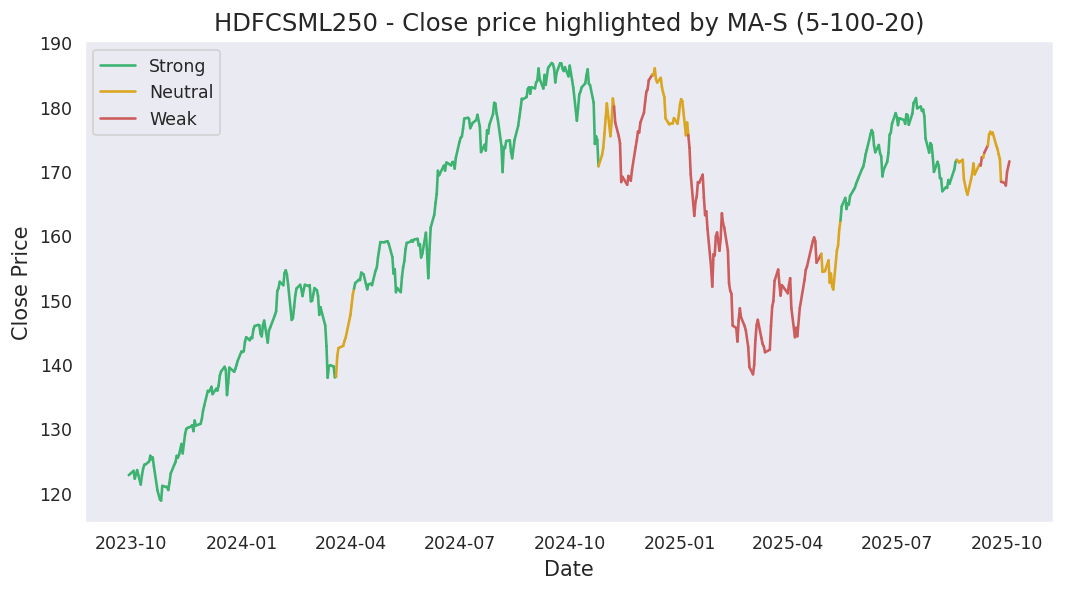 HDFCSML250 - Close price highlighted by MA-S (5-100-20)
190
180
170
160
150
140
130
120
Close Price
Strong
Neutral
Weak
2023-10 2024-01 2024-04 2024-07 2024-10 2025-01 2025-04 2025-07 2025-10
Date